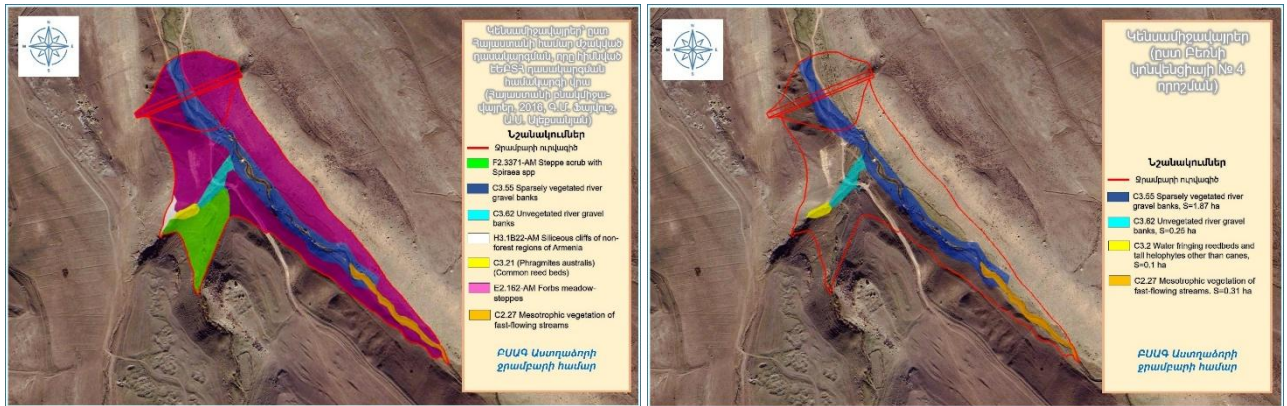 Կենսամիջավայրեր՝ ըստ
Հայաստանի համար մշակված
դասակարգման, որը հիմնված
ԷԵԲՏՀ դասակարգման
համակարգի վրա
(Հայաստանի բնակմիջա-
վայրեր, 2016, Գ.Մ. Ֆայվուշ,
Ա.Ս. Ալեքսանյան)
Նշանակումներ
Ջրամբարի ուրվագիծ
F2.3371-AM Steppe scrub with
Spiraea spp
C3.55 Sparsely vegetated river
gravel banks
C3.62 Unvegetated river gravel
banks
H3.1B22-AM Siliceous cliffs of non-
forest regions of Armenia
C3.21 (Phragmites australis)
(Common reed beds)
E2.162-AM Forbs meadow-
steppes
C2.27 Mesotrophic vegetation of
fast-flowing streams
ԲՍԱԳ Աստղաձորի
ջրամբարի համար
Կենսամիջավայրեր
(ըստ Բեռնի
կոնվենցիայի № 4
որոշման)
Նշանակումներ
Ջրամբարի ուրվագիծ
C3.55 Sparsely vegetated river
gravel banks, S=1.87 ha
C3.62 Unvegetated river gravel
banks, S=0.25 ha
C3.2 Water fringing reedbeds and
tall helophytes other than canes,
S=0.1 ha
C2.27 Mesotrophic vegetation of
fast-flowing streams. S=0.31 ha
ԲՍԱԳ Աստղաձորի
ջրամբարի համար